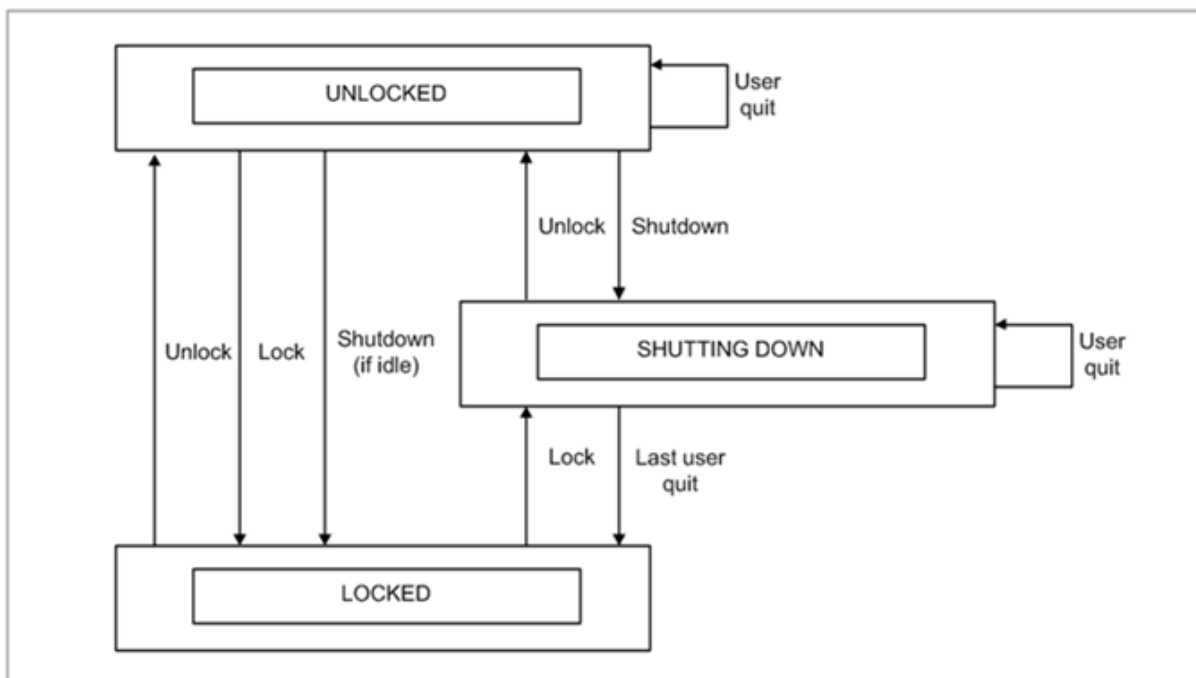 UNLOCKED
User
quit
Unlock
Shutdown
Unlock
Lock
Shutdown
(if idle)
SHUTTING DOWN
User
quit
Lock
Last user
quit
LOCKED